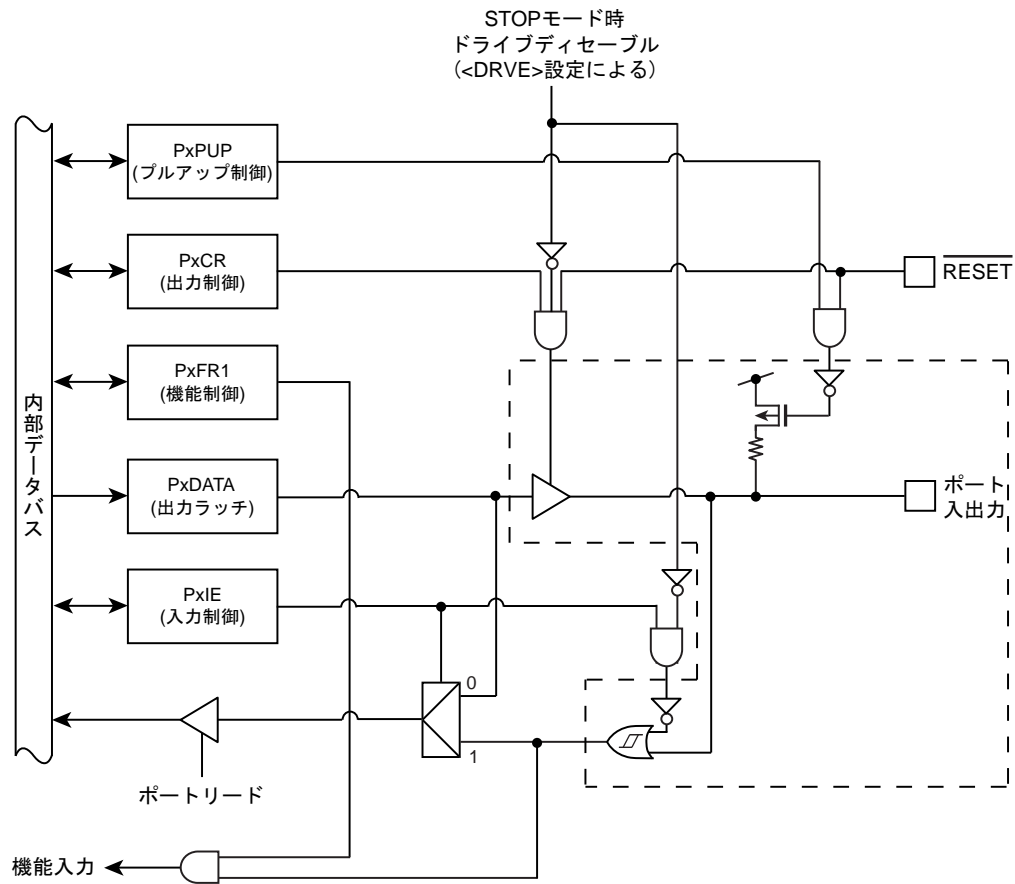 STOPモード時
ドライブディセーブル
（<DRVE>設定による）
PxPUP
(プルアップ制御)
PxCR
(出力制御)
RESET
PxFR1
(機能制御)
内部データバス
PxDATA
(出力ラッチ)
ポート
入出力
PxIE
(入力制御)
0
1
ポートリード
機能入力